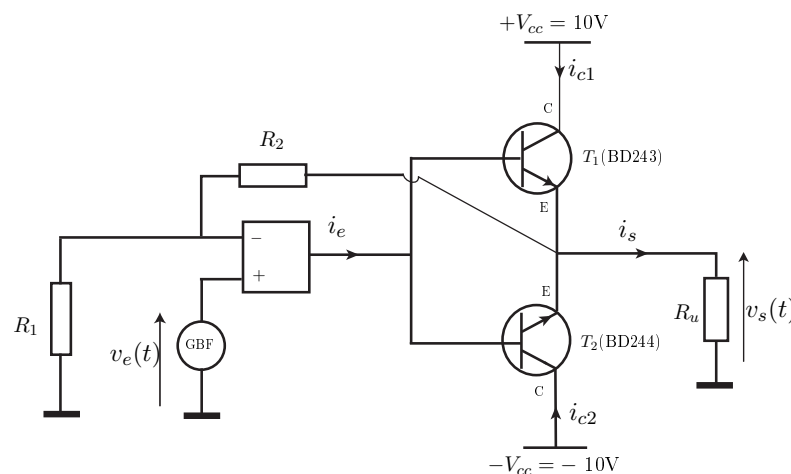 +V_cc = 10V
i_c1
C
R_2
T_1(BD243)
E
i_e
−
i_s
+
E
R_1
v_e(t)
GBF
R_u
v_s(t)
T_2(BD244)
C
i_c2
−V_cc = − 10V